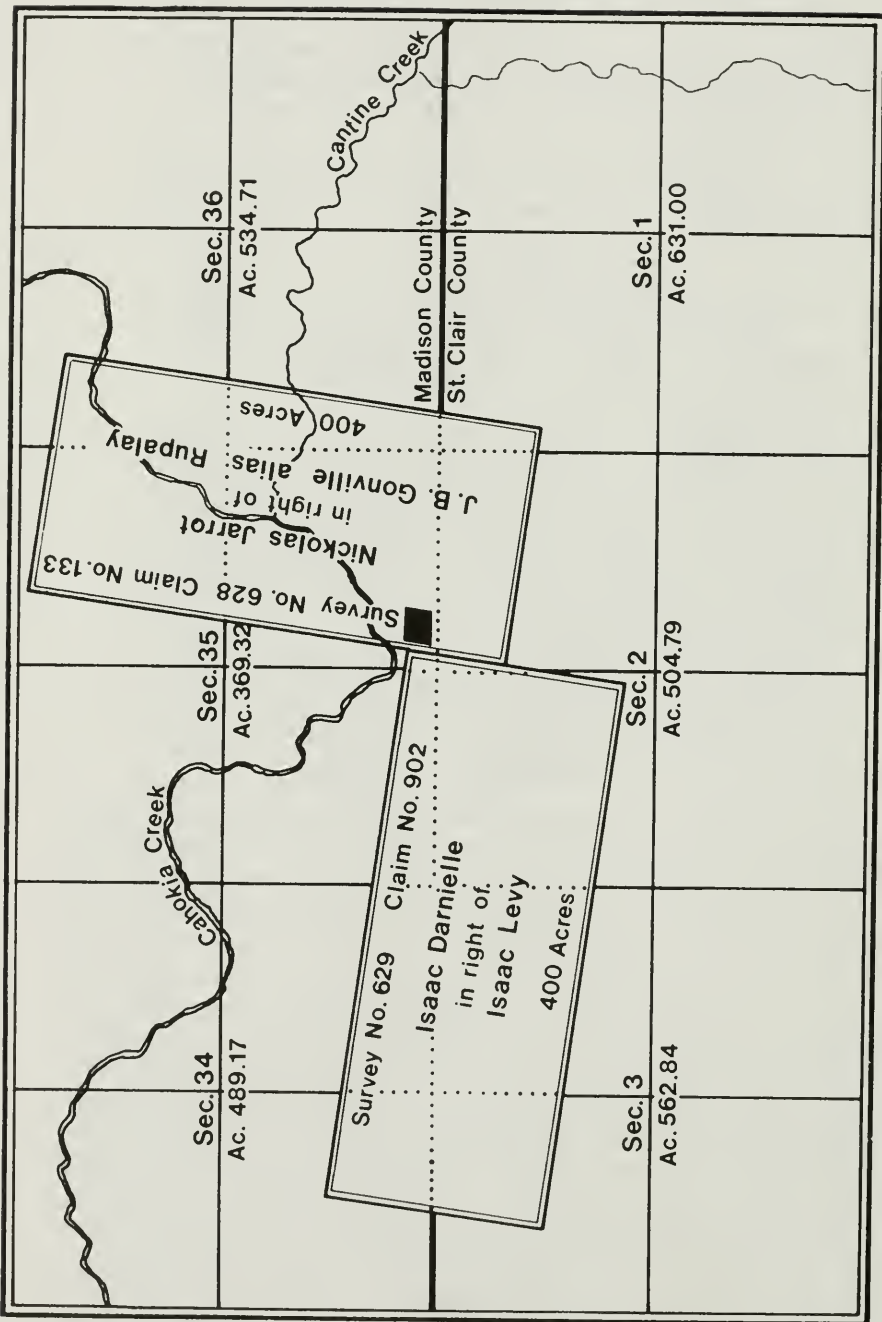 Cantine Creek
Sec. 36
Ac. 534.71
Madison County
St. Clair County
Sec. 1
Ac. 631.00
Survey No. 628 Claim No. 133
Nickolas Jarrot
in right of
J. B. Gonville alias Rupalay
400 Acres
Sec. 35
Ac. 369.32
Sec. 2
Ac. 504.79
Cahokia Creek
Survey No. 629 Claim No. 902
Isaac Darnielle
in right of
Isaac Levy
400 Acres
Sec. 34
Ac. 489.17
Sec. 3
Ac. 562.84